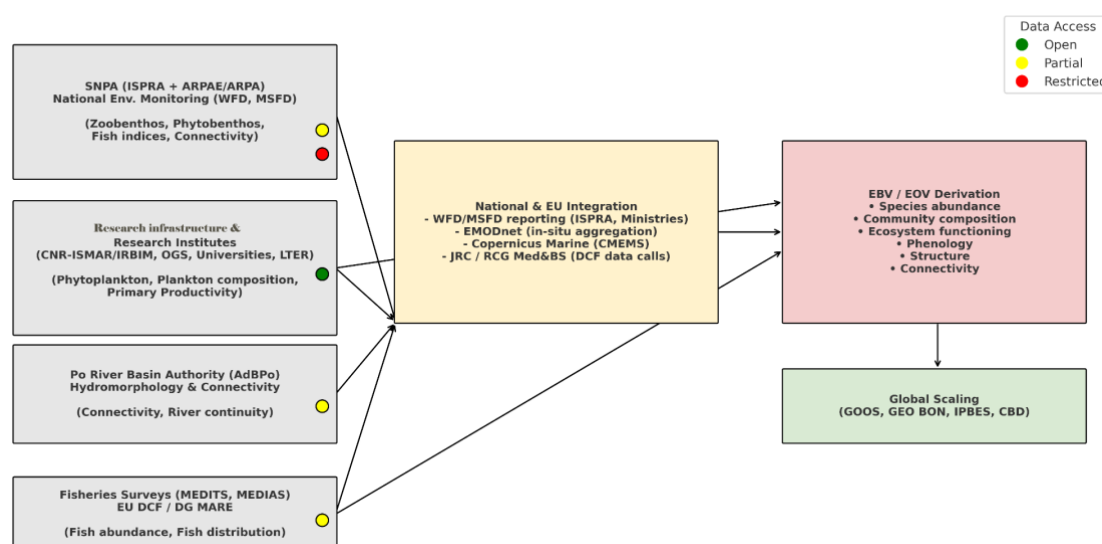 Data Access
Open
Partial
Restricted
SNPA (ISPRA + ARPAE/ARPA)
National Env. Monitoring (WFD, MSFD)
(Zoobenthos, Phytobenthos,
Fish indices, Connectivity)
Research infrastructure &
Research Institutes
(CNR-ISMAR/IRBIM, OGS, Universities, LTER)
(Phytoplankton, Plankton composition,
Primary Productivity)
Po River Basin Authority (AdBPo)
Hydromorphology & Connectivity
(Connectivity, River continuity)
Fisheries Surveys (MEDITS, MEDIAS)
EU DCF / DG MARE
(Fish abundance, Fish distribution)
National & EU Integration
- WFD/MSFD reporting (ISPRA, Ministries)
- EMODnet (in-situ aggregation)
- Copernicus Marine (CMEMS)
- JRC / RCG Med&BS (DCF data calls)
EBV / EOV Derivation
• Species abundance
• Community composition
• Ecosystem functioning
• Phenology
• Structure
• Connectivity
Global Scaling
(GOOS, GEO BON, IPBES, CBD)